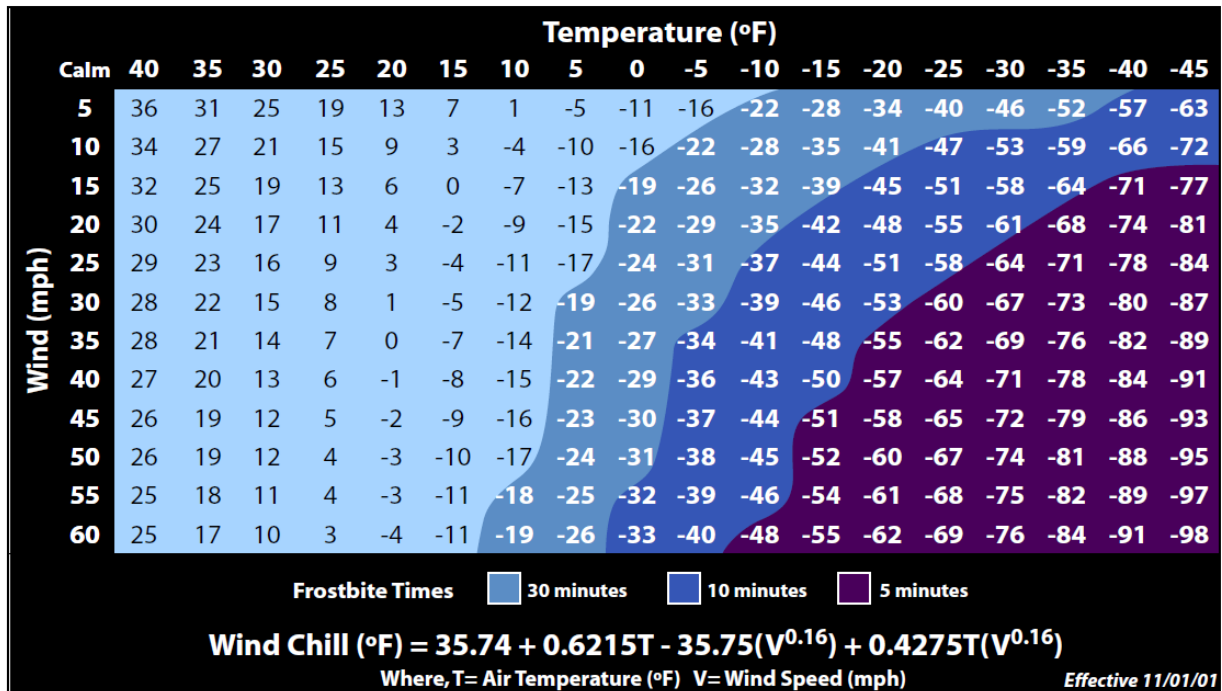 Temperature (ºF)
Calm 40 35 30 25 20 15 10 5 0 -5 -10 -15 -20 -25 -30 -35 -40 -45
5 36 31 25 19 13 7 1 -5 -11 -16 -22 -28 -34 -40 -46 -52 -57 -63
10 34 27 21 15 9 3 -4 -10 -16 -22 -28 -35 -41 -47 -53 -59 -66 -72
15 32 25 19 13 6 0 -7 -13 -19 -26 -32 -39 -45 -51 -58 -64 -71 -77
20 30 24 17 11 4 -2 -9 -15 -22 -29 -35 -42 -48 -55 -61 -68 -74 -81
25 29 23 16 9 3 -4 -11 -17 -24 -31 -37 -44 -51 -58 -64 -71 -78 -84
30 28 22 15 8 1 -5 -12 -19 -26 -33 -39 -46 -53 -60 -67 -73 -80 -87
35 28 21 14 7 0 -7 -14 -21 -27 -34 -41 -48 -55 -62 -69 -76 -82 -89
40 27 20 13 6 -1 -8 -15 -22 -29 -36 -43 -50 -57 -64 -71 -78 -84 -91
45 26 19 12 5 -2 -9 -16 -23 -30 -37 -44 -51 -58 -65 -72 -79 -86 -93
50 26 19 12 4 -3 -10 -17 -24 -31 -38 -45 -52 -60 -67 -74 -81 -88 -95
55 25 18 11 4 -3 -11 -18 -25 -32 -39 -46 -54 -61 -68 -75 -82 -89 -97
60 25 17 10 3 -4 -11 -19 -26 -33 -40 -48 -55 -62 -69 -76 -84 -91 -98
Wind (mph)
Frostbite Times 30 minutes 10 minutes 5 minutes
Wind Chill (ºF) = 35.74 + 0.6215T - 35.75(V^0.16) + 0.4275T(V^0.16)
Where, T= Air Temperature (ºF) V= Wind Speed (mph) Effective 11/01/01